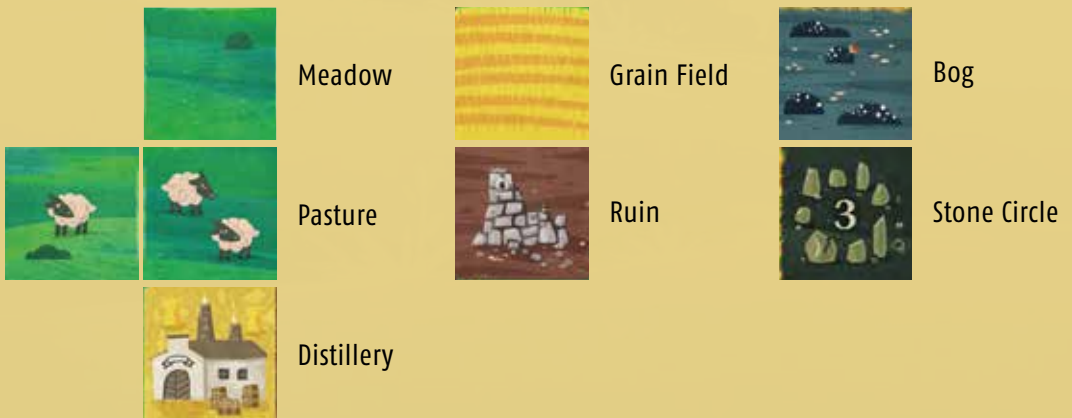 Meadow
Grain Field
Bog
Pasture
Ruin
3
Stone Circle
Distillery